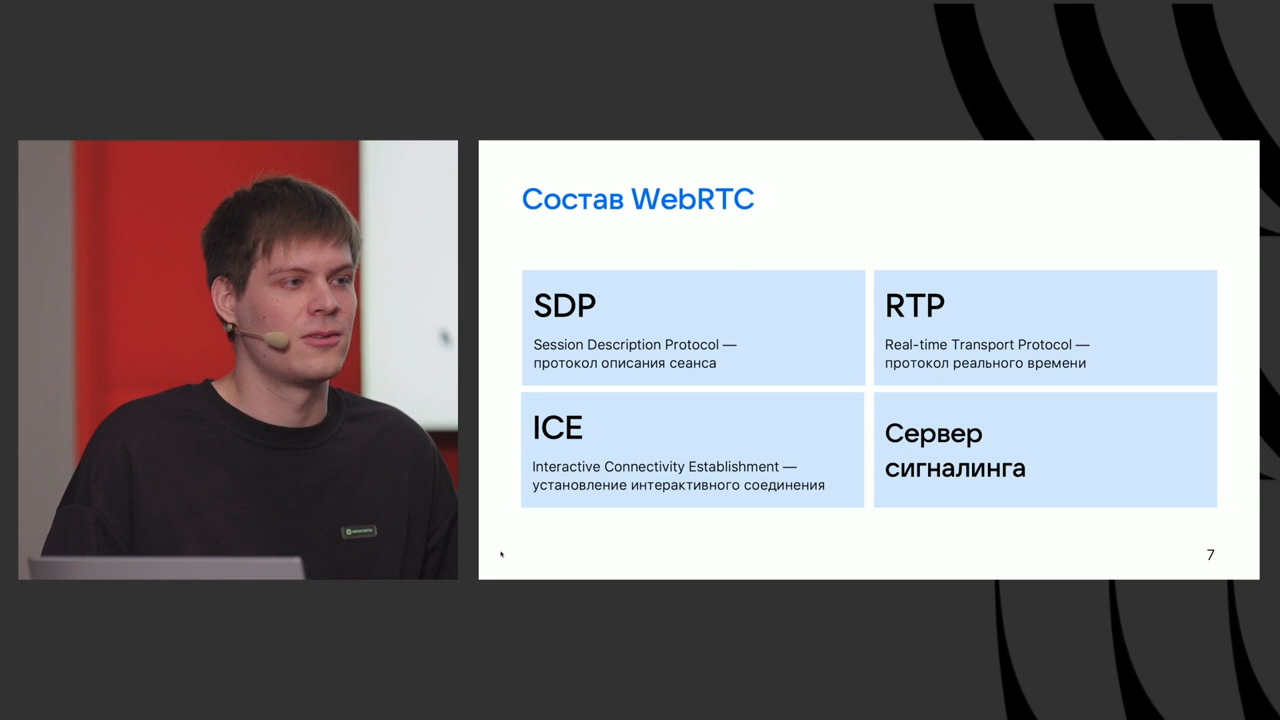 Состав WebRTC
SDP
Session Description Protocol —
протокол описания сеанса
RTP
Real-time Transport Protocol —
протокол реального времени
ICE
Interactive Connectivity Establishment —
установление интерактивного соединения
Сервер
сигналинга
7